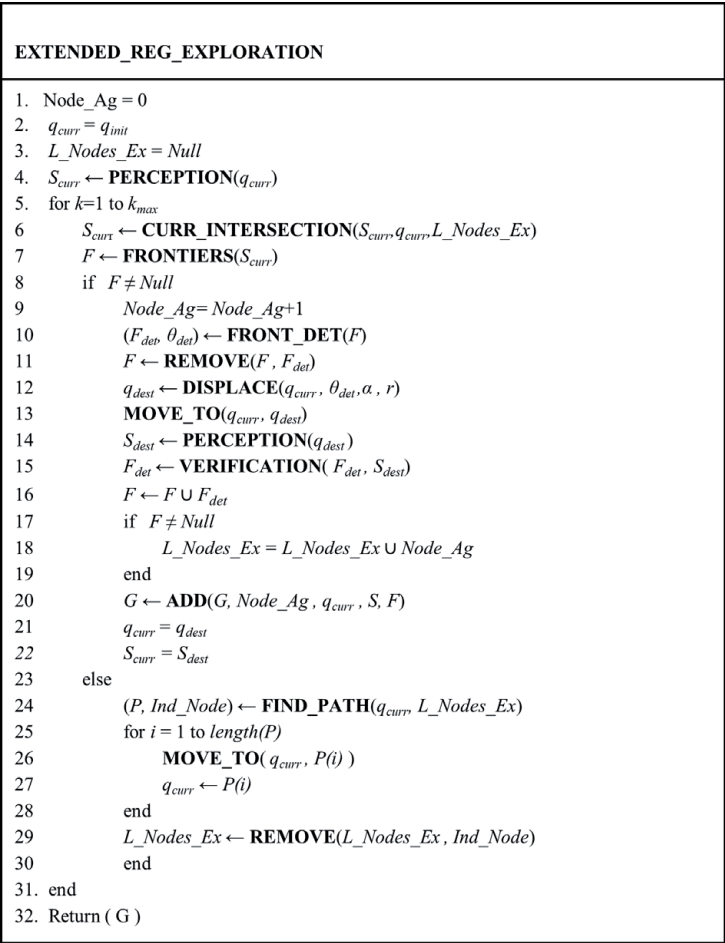 EXTENDED_REG_EXPLORATION
1. Node_Ag = 0
2. q_curr = q_init
3. L_Nodes_Ex = Null
4. S_curr ← PERCEPTION(q_curr)
5. for k=1 to k_max
6 S_curr ← CURR_INTERSECTION(S_curr,q_curr,L_Nodes_Ex)
7 F ← FRONTIERS(S_curr)
8 if F ≠ Null
9 Node_Ag= Node_Ag+1
10 (F_det, θ_det) ← FRONT_DET(F)
11 F ← REMOVE(F , F_det)
12 q_dest ← DISPLACE(q_curr , θ_det,α , r)
13 MOVE_TO(q_curr, q_dest)
14 S_dest ← PERCEPTION(q_dest )
15 F_det ← VERIFICATION( F_det , S_dest)
16 F ← F ∪ F_det
17 if F ≠ Null
18 L_Nodes_Ex = L_Nodes_Ex ∪ Node_Ag
19 end
20 G ← ADD(G, Node_Ag , q_curr , S, F)
21 q_curr = q_dest
22 S_curr = S_dest
23 else
24 (P, Ind_Node) ← FIND_PATH(q_curr, L_Nodes_Ex)
25 for i = 1 to length(P)
26 MOVE_TO( q_curr , P(i) )
27 q_curr ← P(i)
28 end
29 L_Nodes_Ex ← REMOVE(L_Nodes_Ex , Ind_Node)
30 end
31. end
32. Return ( G )